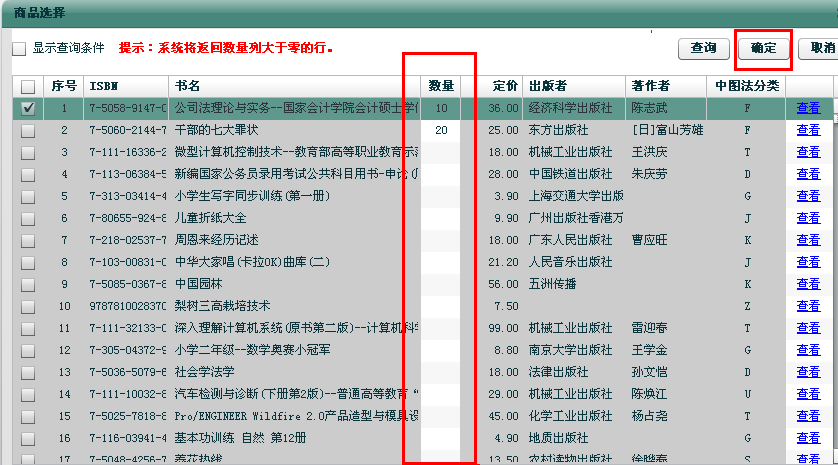 商品选择
显示查询条件 提示：系统将返回数量列大于零的行。 查询 确定 取消
序号 ISBN 书名 数量 定价 出版者 著作者 中图法分类
1 7-5058-9147-0 公司法理论与实务--国家会计学院会计硕士学位 10 36.00 经济科学出版社 陈志武 F 查看
2 7-5060-2144-7 干部的七大罪状 20 25.00 东方出版社 [日]富山芳雄 F 查看
3 7-111-16336-2 微型计算机控制技术--教育部高等职业教育示范 18.00 机械工业出版社 王洪庆 T 查看
4 7-113-06384-5 新编国家公务员录用考试公共科目用书-申论( 28.00 中国铁道出版社 朱庆芳 D 查看
5 7-313-03414-4 小学生写字同步训练(第一册) 3.90 上海交通大学出版 G 查看
6 7-80655-924-8 儿童折纸大全 9.90 广州出版社香港万 J 查看
7 7-218-02537-7 周恩来经历记述 18.00 广东人民出版社 曹应旺 K 查看
8 7-103-00831-0 中华大家唱(卡拉OK)曲库(二) 21.20 人民音乐出版社 J 查看
9 7-5085-0367-8 中国园林 56.00 五洲传播 K 查看
10 9787810028370 梨树三高栽培技术 7.50 Z 查看
11 7-111-32133-0 深入理解计算机系统(原书第二版)--计算机科学 99.00 机械工业出版社 雷迎春 T 查看
12 7-305-04372-9 小学二年级--数学奥赛小冠军 8.80 南京大学出版社 王学金 G 查看
13 7-5036-5079-6 社会学法学 18.00 法律出版社 孙文恺 D 查看
14 7-111-10032-8 汽车检测与诊断(下册第2版)--普通高等教育“ 29.00 机械工业出版社 陈焕江 U 查看
15 7-5025-7818-8 Pro/ENGINEER Wildfire 2.0产品造型与模具设 45.00 化学工业出版社 杨占尧 T 查看
16 7-116-03941-4 基本功训练 自然 第12册 4.90 地质出版社 G 查看
17 7-5048-4256-7 养花热线 13.50 农村读物出版社 徐晔春 S 查看